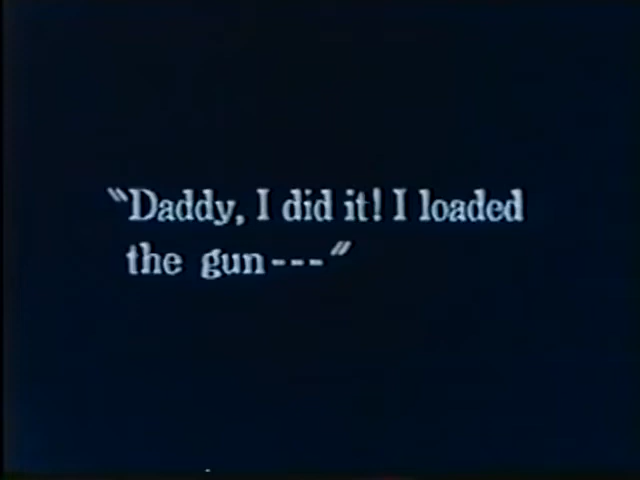 "Daddy, I did it! I loaded
the gun---"